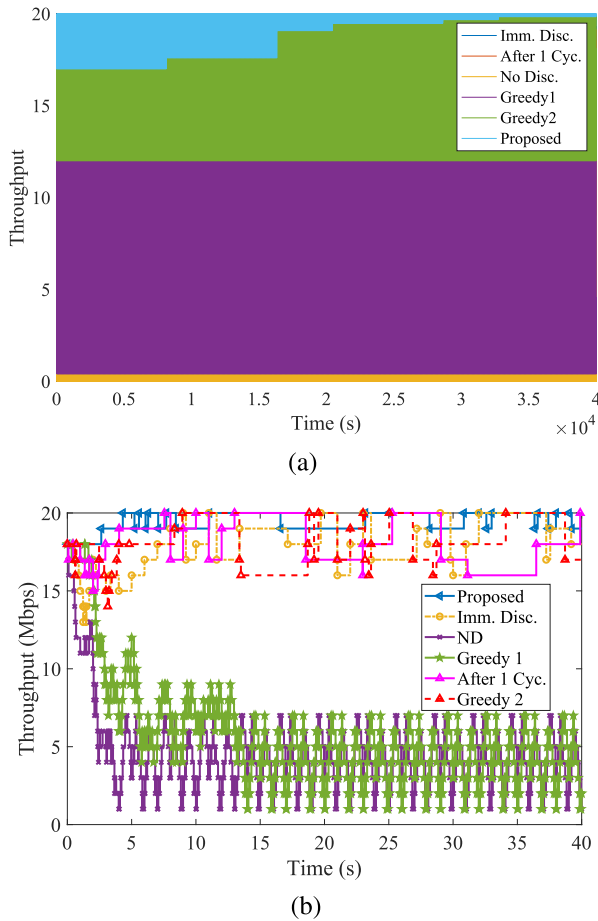 20
15
10
5
0
Throughput
Imm. Disc.
After 1 Cyc.
No Disc.
Greedy1
Greedy2
Proposed
0 0.5 1 1.5 2 2.5 3 3.5 4
Time (s)
×10⁴
(a)
20
15
10
5
0
Throughput (Mbps)
Proposed
Imm. Disc.
ND
Greedy 1
After 1 Cyc.
Greedy 2
0 5 10 15 20 25 30 35 40
Time (s)
(b)